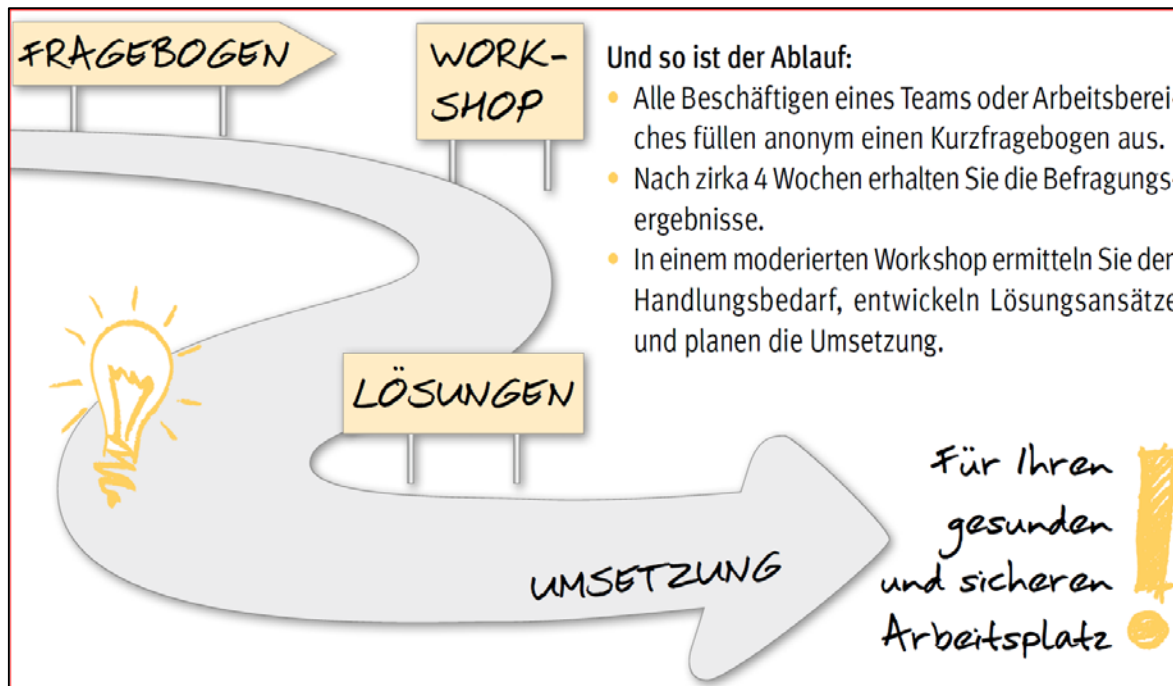 FRAGEBOGEN
WORK-
SHOP
Und so ist der Ablauf:
• Alle Beschäftigen eines Teams oder Arbeitsberei-
ches füllen anonym einen Kurzfragebogen aus.
• Nach zirka 4 Wochen erhalten Sie die Befragungs-
ergebnisse.
• In einem moderierten Workshop ermitteln Sie den
Handlungsbedarf, entwickeln Lösungsansätze
und planen die Umsetzung.
LÖSUNGEN
UMSETZUNG
Für Ihren
gesunden
und sicheren
Arbeitsplatz !